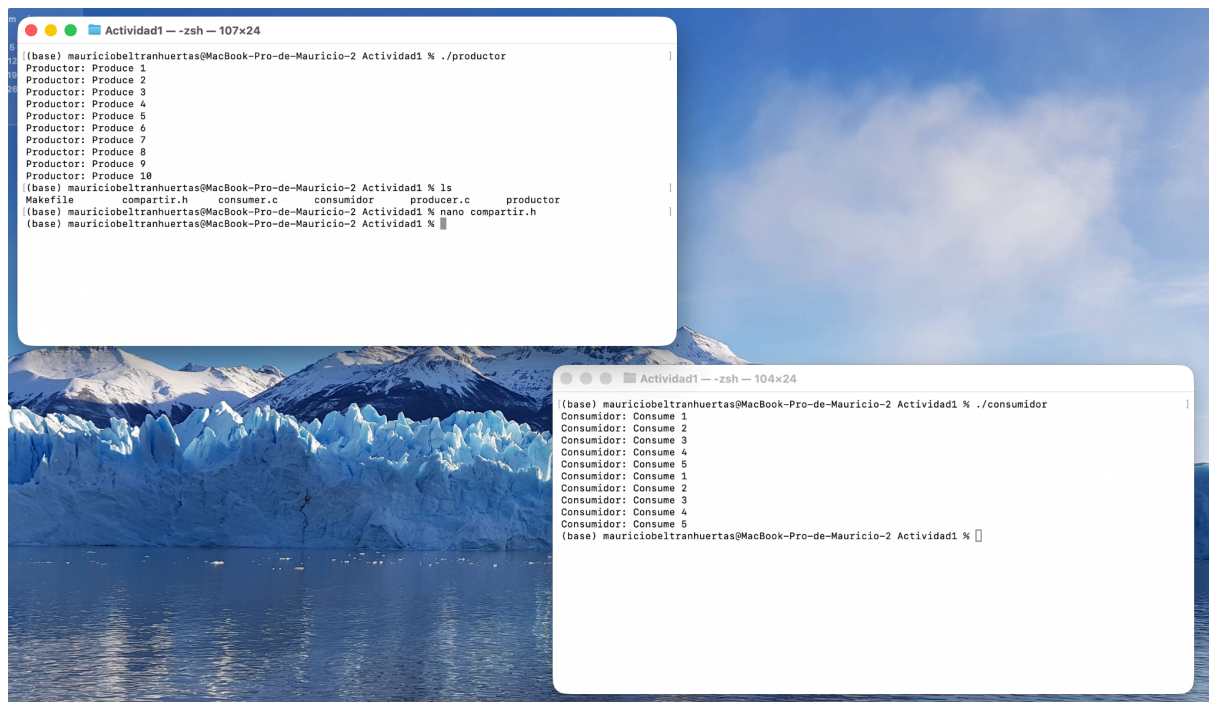 m
6
12
19
26
Actividad1 — -zsh — 107×24
[(base) mauriciobeltranhuertas@MacBook-Pro-de-Mauricio-2 Actividad1 % ./productor ]
Productor: Produce 1
Productor: Produce 2
Productor: Produce 3
Productor: Produce 4
Productor: Produce 5
Productor: Produce 6
Productor: Produce 7
Productor: Produce 8
Productor: Produce 9
Productor: Produce 10
[(base) mauriciobeltranhuertas@MacBook-Pro-de-Mauricio-2 Actividad1 % ls ]
Makefile compartir.h consumer.c consumidor producer.c productor
[(base) mauriciobeltranhuertas@MacBook-Pro-de-Mauricio-2 Actividad1 % nano compartir.h ]
(base) mauriciobeltranhuertas@MacBook-Pro-de-Mauricio-2 Actividad1 %
Actividad1 — -zsh — 104×24
[(base) mauriciobeltranhuertas@MacBook-Pro-de-Mauricio-2 Actividad1 % ./consumidor ]
Consumidor: Consume 1
Consumidor: Consume 2
Consumidor: Consume 3
Consumidor: Consume 4
Consumidor: Consume 5
Consumidor: Consume 1
Consumidor: Consume 2
Consumidor: Consume 3
Consumidor: Consume 4
Consumidor: Consume 5
(base) mauriciobeltranhuertas@MacBook-Pro-de-Mauricio-2 Actividad1 %